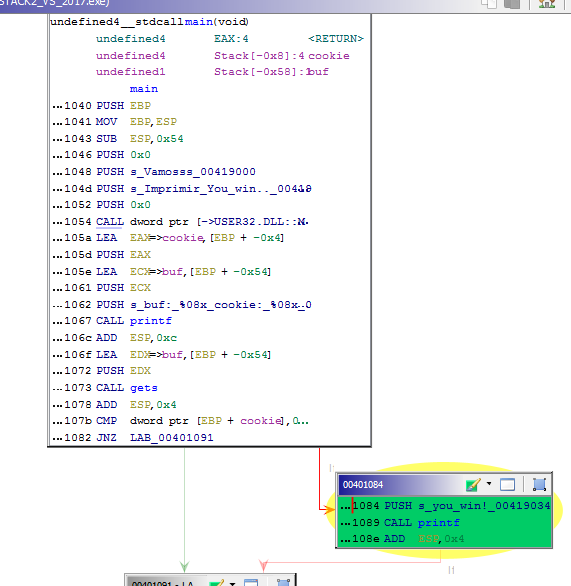 STACK2_VS_2017.exe)
undefined4 __stdcall main(void)
undefined4 EAX:4 <RETURN>
undefined4 Stack[-0x8]:4 cookie
undefined1 Stack[-0x58]:1 buf
main
...1040 PUSH EBP
...1041 MOV EBP,ESP
...1043 SUB ESP,0x54
...1046 PUSH 0x0
...1048 PUSH s_Vamosss_00419000
...104d PUSH s_Imprimir_You_win.._00419
...1052 PUSH 0x0
...1054 CALL dword ptr [->USER32.DLL::M.
...105a LEA EAX=>cookie,[EBP + -0x4]
...105d PUSH EAX
...105e LEA ECX=>buf,[EBP + -0x54]
...1061 PUSH ECX
...1062 PUSH s_buf:_%08x_cookie:_%08x_0
...1067 CALL printf
...106c ADD ESP,0xc
...106f LEA EDX=>buf,[EBP + -0x54]
...1072 PUSH EDX
...1073 CALL gets
...1078 ADD ESP,0x4
...107b CMP dword ptr [EBP + cookie],0...
...1082 JNZ LAB_00401091
00401084
...1084 PUSH s_you_win!_00419034
...1089 CALL printf
...108e ADD ESP,0x4
00401091 - LA